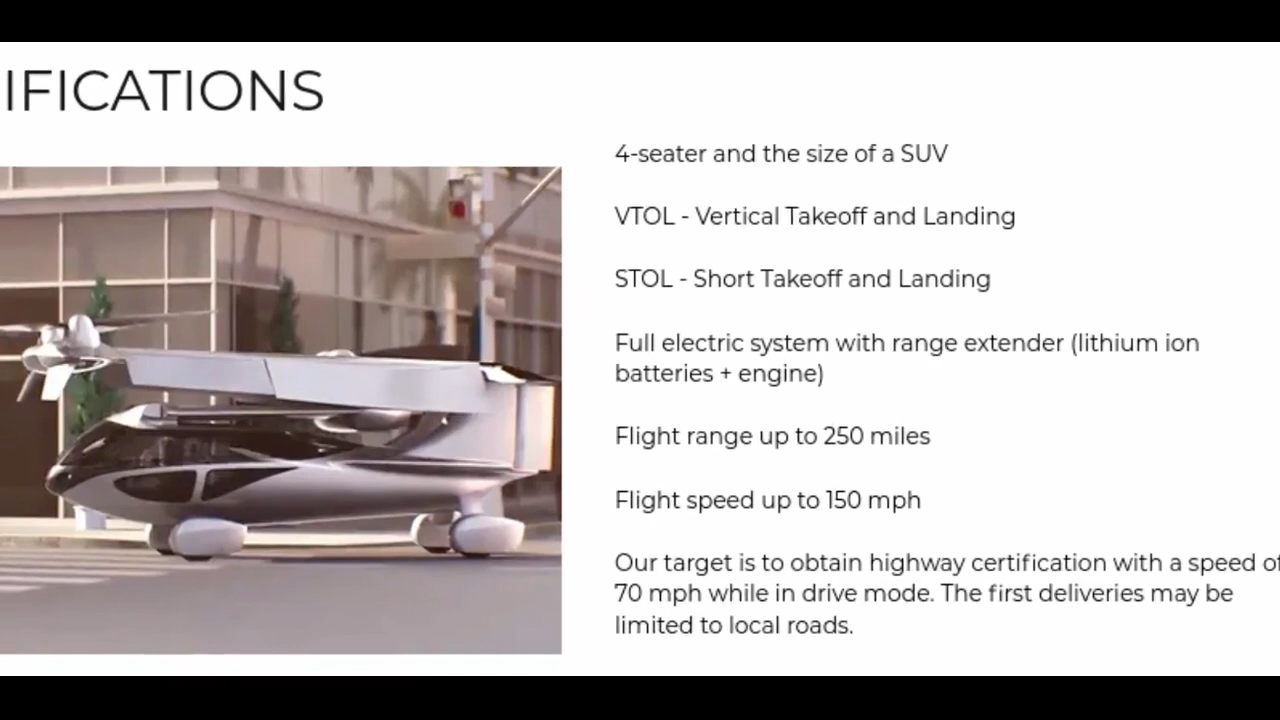 IFICATIONS
4-seater and the size of a SUV
VTOL - Vertical Takeoff and Landing
STOL - Short Takeoff and Landing
Full electric system with range extender (lithium ion
batteries + engine)
Flight range up to 250 miles
Flight speed up to 150 mph
Our target is to obtain highway certification with a speed of
70 mph while in drive mode. The first deliveries may be
limited to local roads.